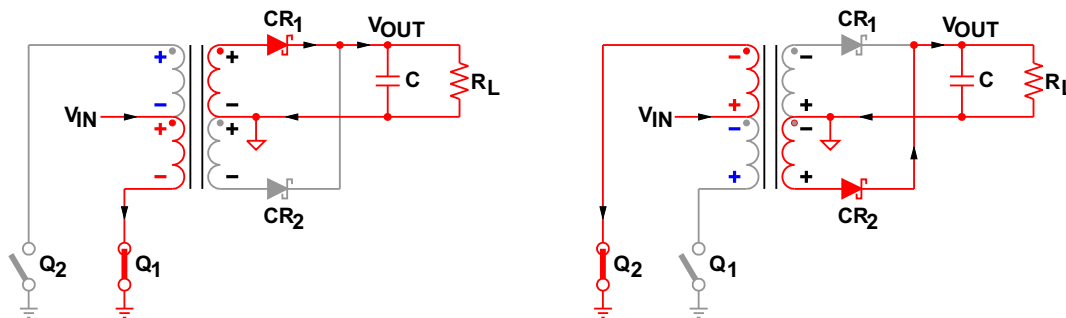 CR1
VOUT
+ +
C
RL
− −
VIN
+ +
− −
CR2
Q2
Q1
CR1
VOUT
− −
C
RL
+ +
VIN
− −
+ +
CR2
Q2
Q1